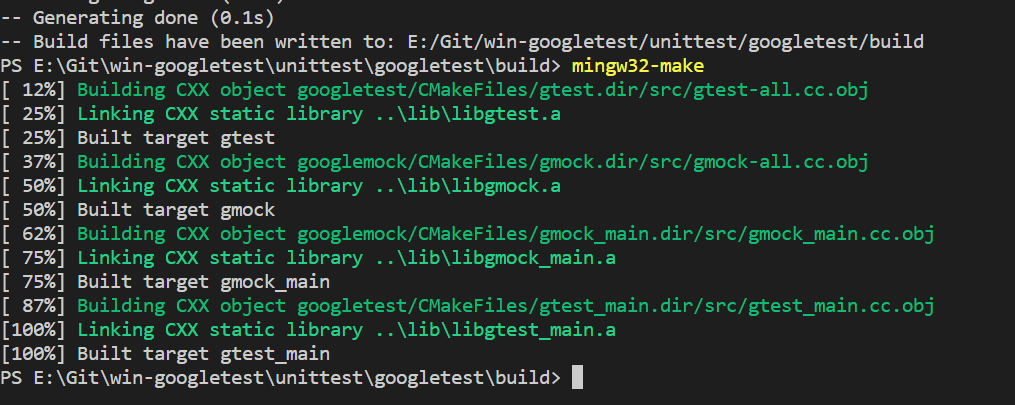 -- Generating done (0.1s)
-- Build files have been written to: E:/Git/win-googletest/unittest/googletest/build
PS E:\Git\win-googletest\unittest\googletest\build> mingw32-make
[ 12%] Building CXX object googletest/CMakeFiles/gtest.dir/src/gtest-all.cc.obj
[ 25%] Linking CXX static library ..\lib\libgtest.a
[ 25%] Built target gtest
[ 37%] Building CXX object googlemock/CMakeFiles/gmock.dir/src/gmock-all.cc.obj
[ 50%] Linking CXX static library ..\lib\libgmock.a
[ 50%] Built target gmock
[ 62%] Building CXX object googlemock/CMakeFiles/gmock_main.dir/src/gmock_main.cc.obj
[ 75%] Linking CXX static library ..\lib\libgmock_main.a
[ 75%] Built target gmock_main
[ 87%] Building CXX object googletest/CMakeFiles/gtest_main.dir/src/gtest_main.cc.obj
[100%] Linking CXX static library ..\lib\libgtest_main.a
[100%] Built target gtest_main
PS E:\Git\win-googletest\unittest\googletest\build>